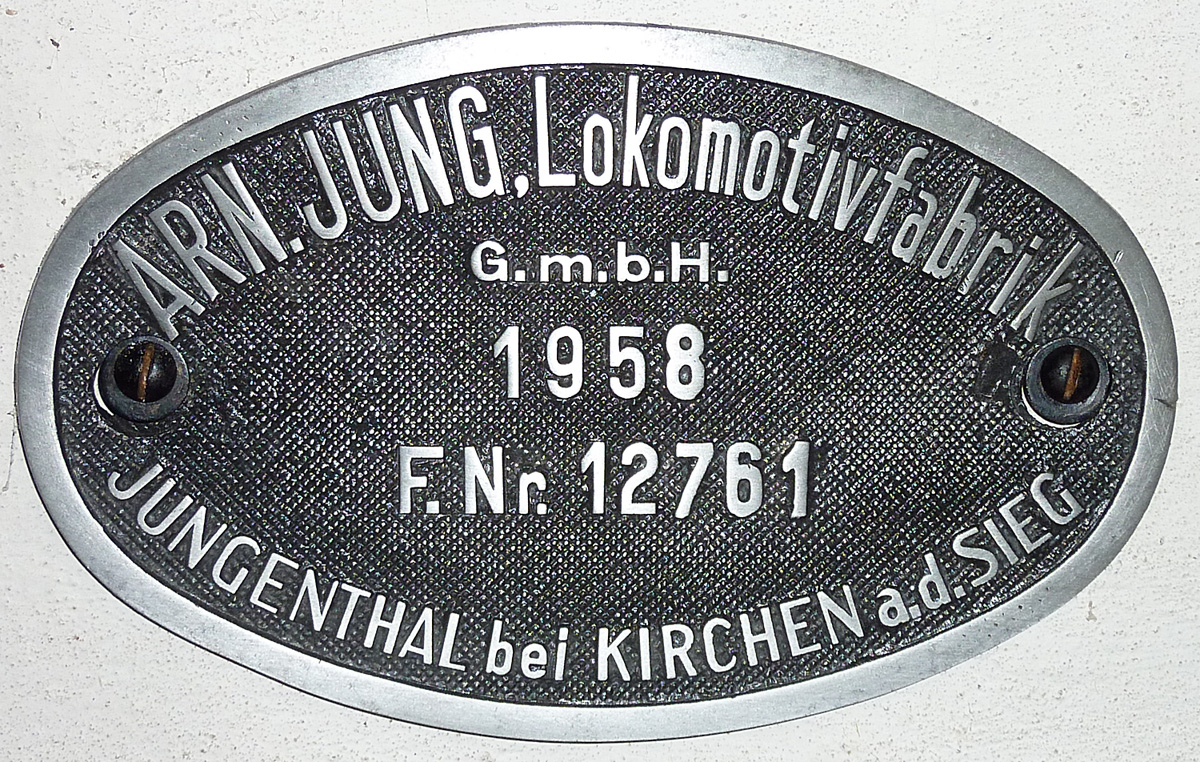 ARN. JUNG, Lokomotivfabrik
G.m.b.H.
1958
F. Nr. 12761
JUNGENTHAL bei KIRCHEN a.d. SIEG